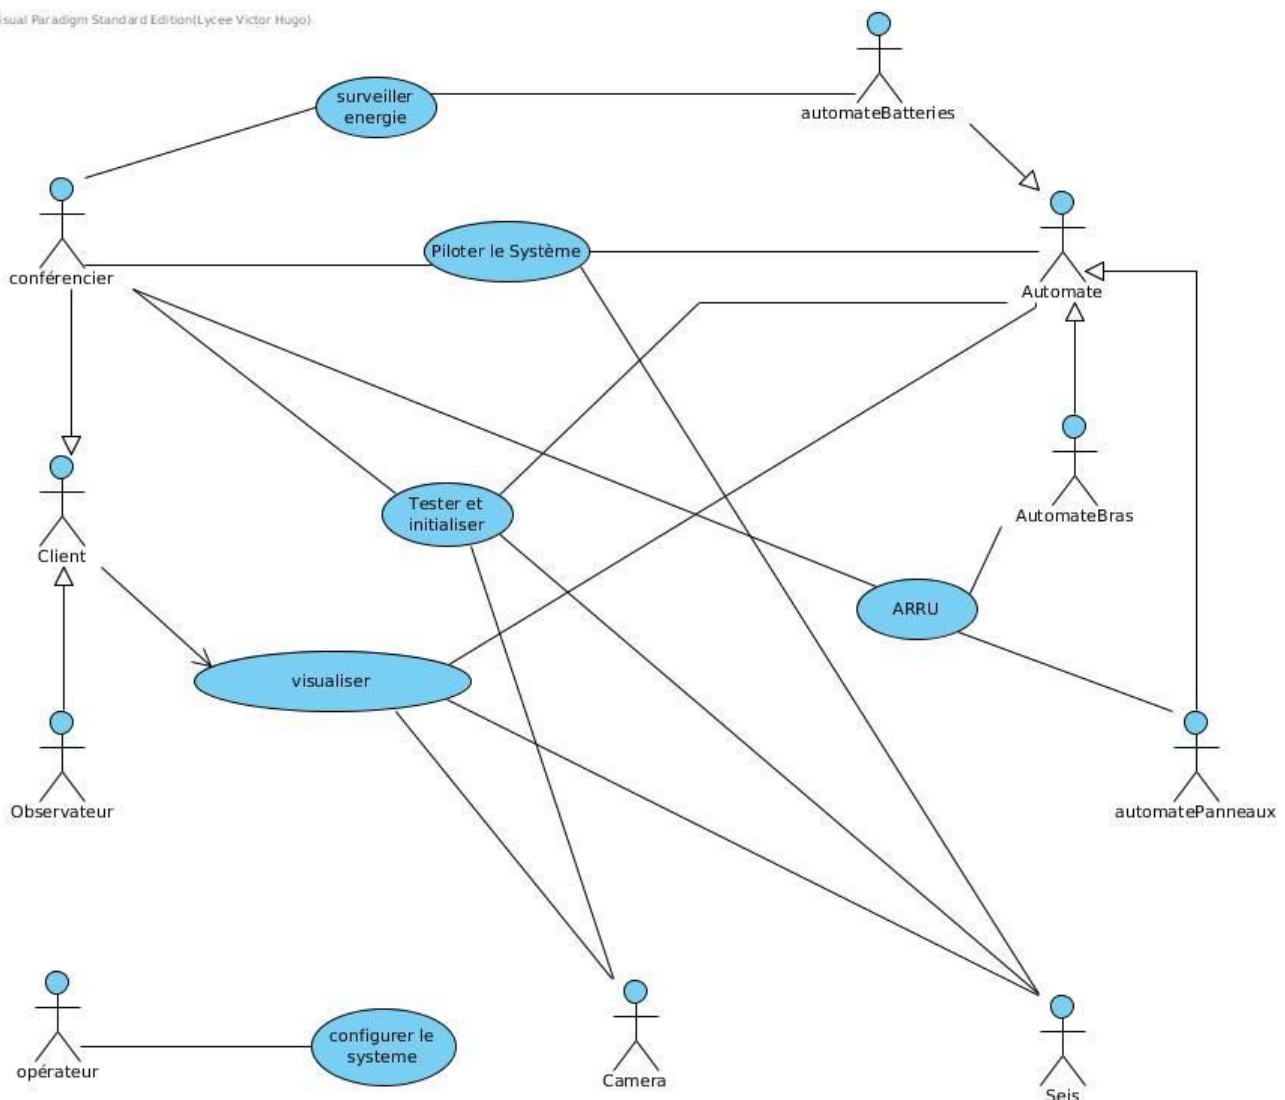 isual Paradigm Standard Edition(Lycee Victor Hugo)
surveiller
energie
automateBatteries
conférencier
Piloter le Système
Automate
Tester et
initialiser
AutomateBras
Client
ARRU
visualiser
Observateur
automatePanneaux
opérateur
configurer le
systeme
Camera
Seis